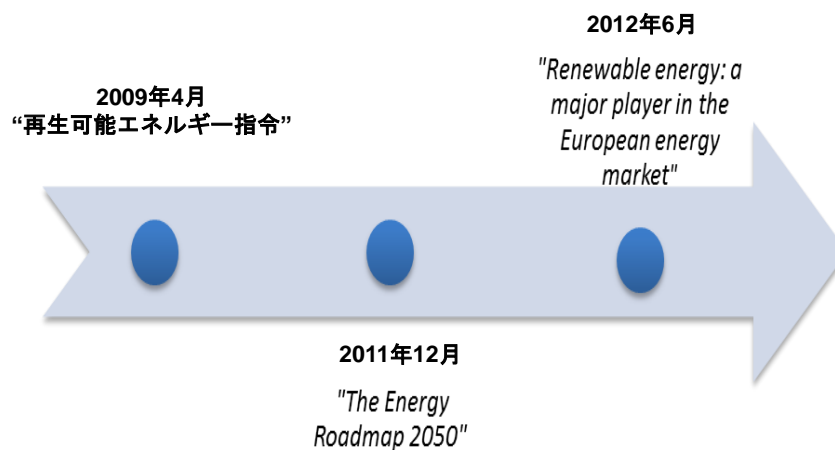 2009年4月
“再生可能エネルギー指令”
2011年12月
"The Energy
Roadmap 2050"
2012年6月
"Renewable energy: a
major player in the
European energy
market"